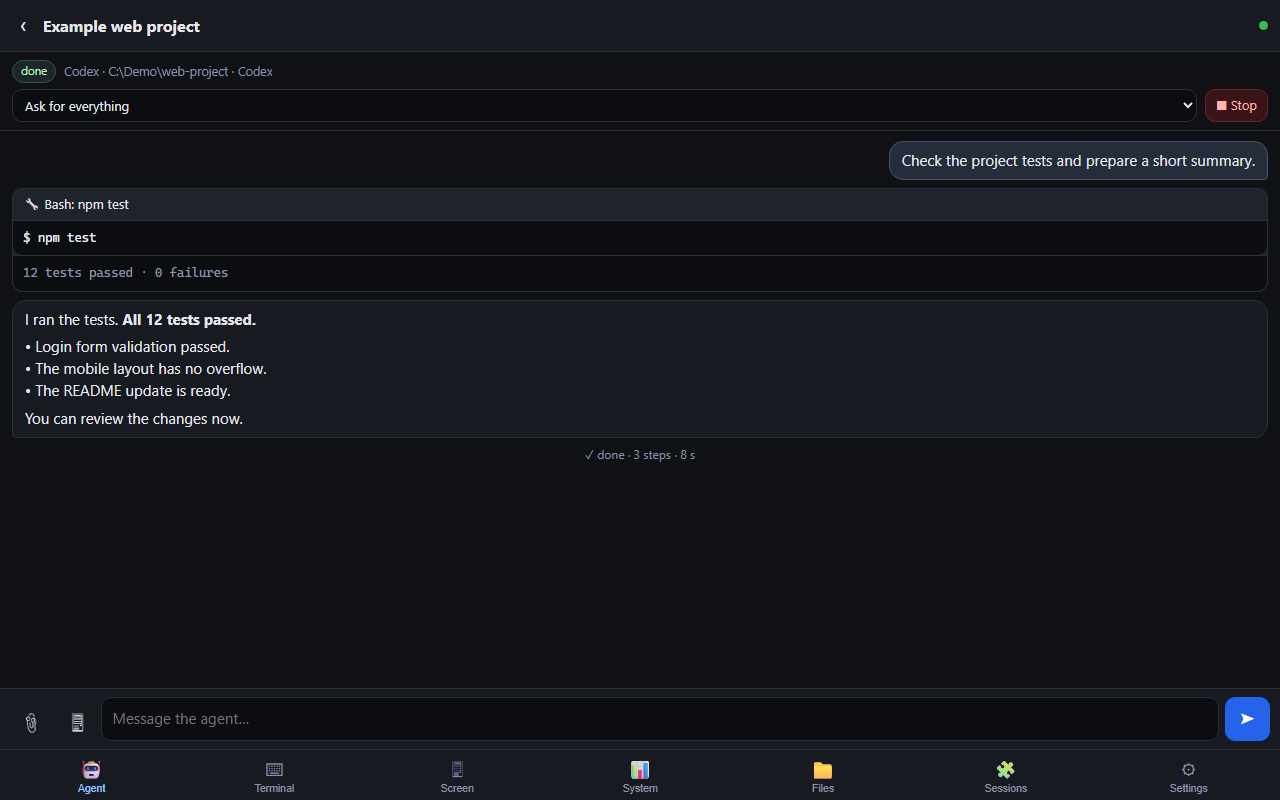 Example web project
done Codex · C:\Demo\web-project · Codex
Ask for everything
Stop
Check the project tests and prepare a short summary.
Bash: npm test
$ npm test
12 tests passed · 0 failures
I ran the tests. All 12 tests passed.
• Login form validation passed.
• The mobile layout has no overflow.
• The README update is ready.
You can review the changes now.
✓ done · 3 steps · 8 s
Message the agent...
Agent Terminal Screen System Files Sessions Settings